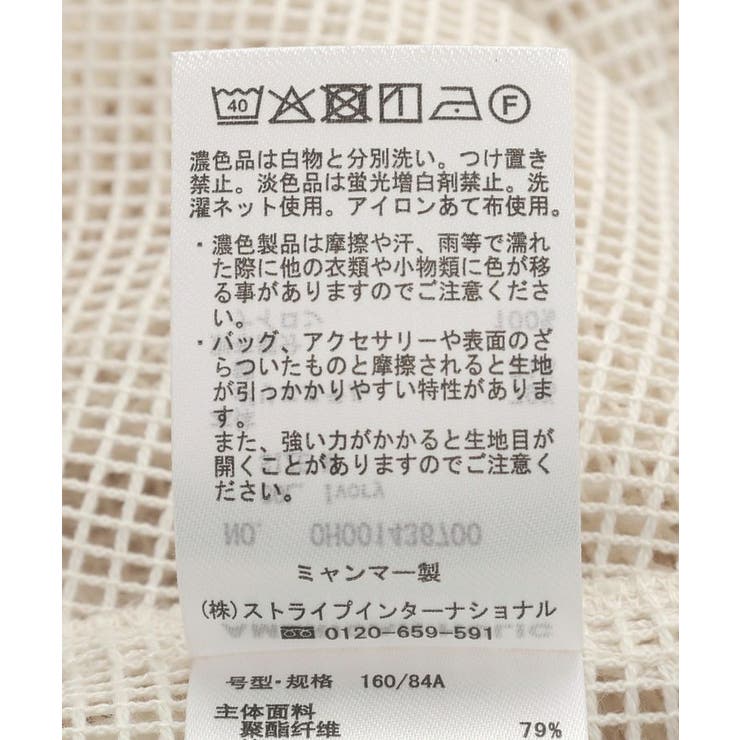 40 F
濃色品は白物と分別洗い。つけ置き
禁止。淡色品は蛍光増白剤禁止。洗
濯ネット使用。アイロンあて布使用。
・濃色製品は摩擦や汗、雨等で濡れ
た際に他の衣類や小物類に色が移
る事がありますのでご注意くださ
い。
・バッグ、アクセサリーや表面のざ
らついたものと摩擦されると生地
が引っかかりやすい特性がありま
す。
また、強い力がかかると生地目が
開くことがありますのでご注意く
ださい。
Ivory
NO. 0H001436700
ミャンマー製
(株)ストライプインターナショナル
0120-659-591
号型·规格 160/84A
主体面料
聚酯纤维 79%